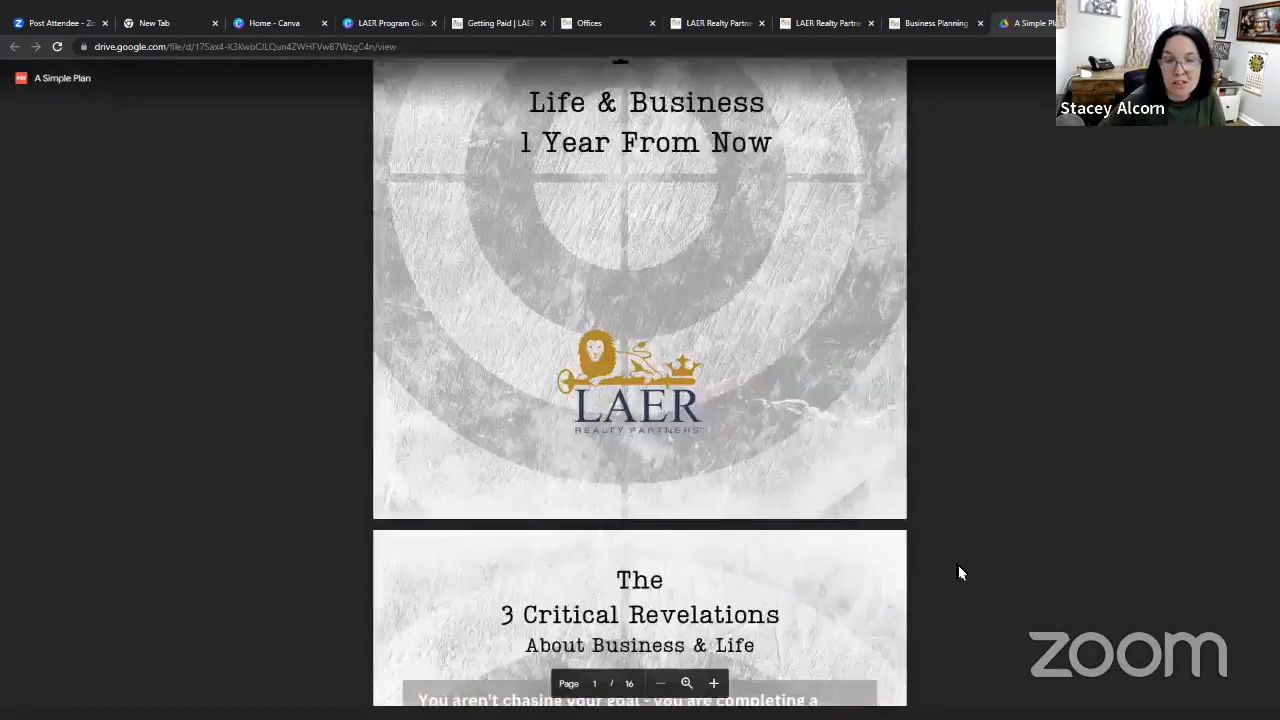 Post Attendee - Zo
New Tab
Home - Canva
LAER Program Gui
Getting Paid | LAE
Offices
LAER Realty Partne
LAER Realty Partne
Business Planning
A Simple Pl
drive.google.com/file/d/17Sax4-K3KwbCJLQun4ZWHFVwB7WzgC4n/view
PDF A Simple Plan
Stacey Alcorn
Life & Business
1 Year From Now
LAER
REALTY PARTNERS
The
3 Critical Revelations
About Business & Life
You aren't chasing your goal - you are completing a
Page 1 / 16
zoom